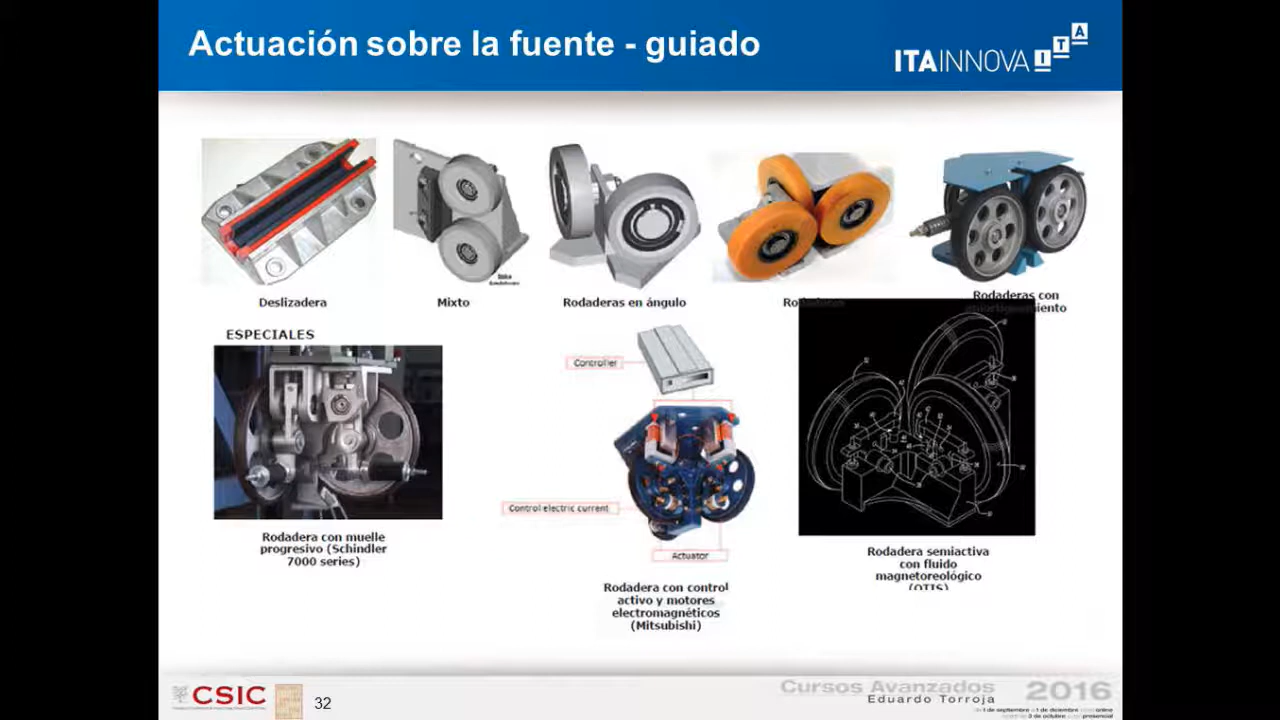 Actuación sobre la fuente - guiado
ITAINNOVA
ITA
Deslizadera
Mixto
Rodaderas en ángulo
Rodaderas con
ESPECIALES
Controller
Control electric current
Actuator
Rodadera con muelle
progresivo (Schindler
7000 series)
Rodadera con control
activo y motores
electromagnéticos
(Mitsubishi)
Rodadera semiactiva
con fluido
magnetoreológico
(OTIS)
CSIC
32
Cursos Avanzados 2016
Eduardo Torroja